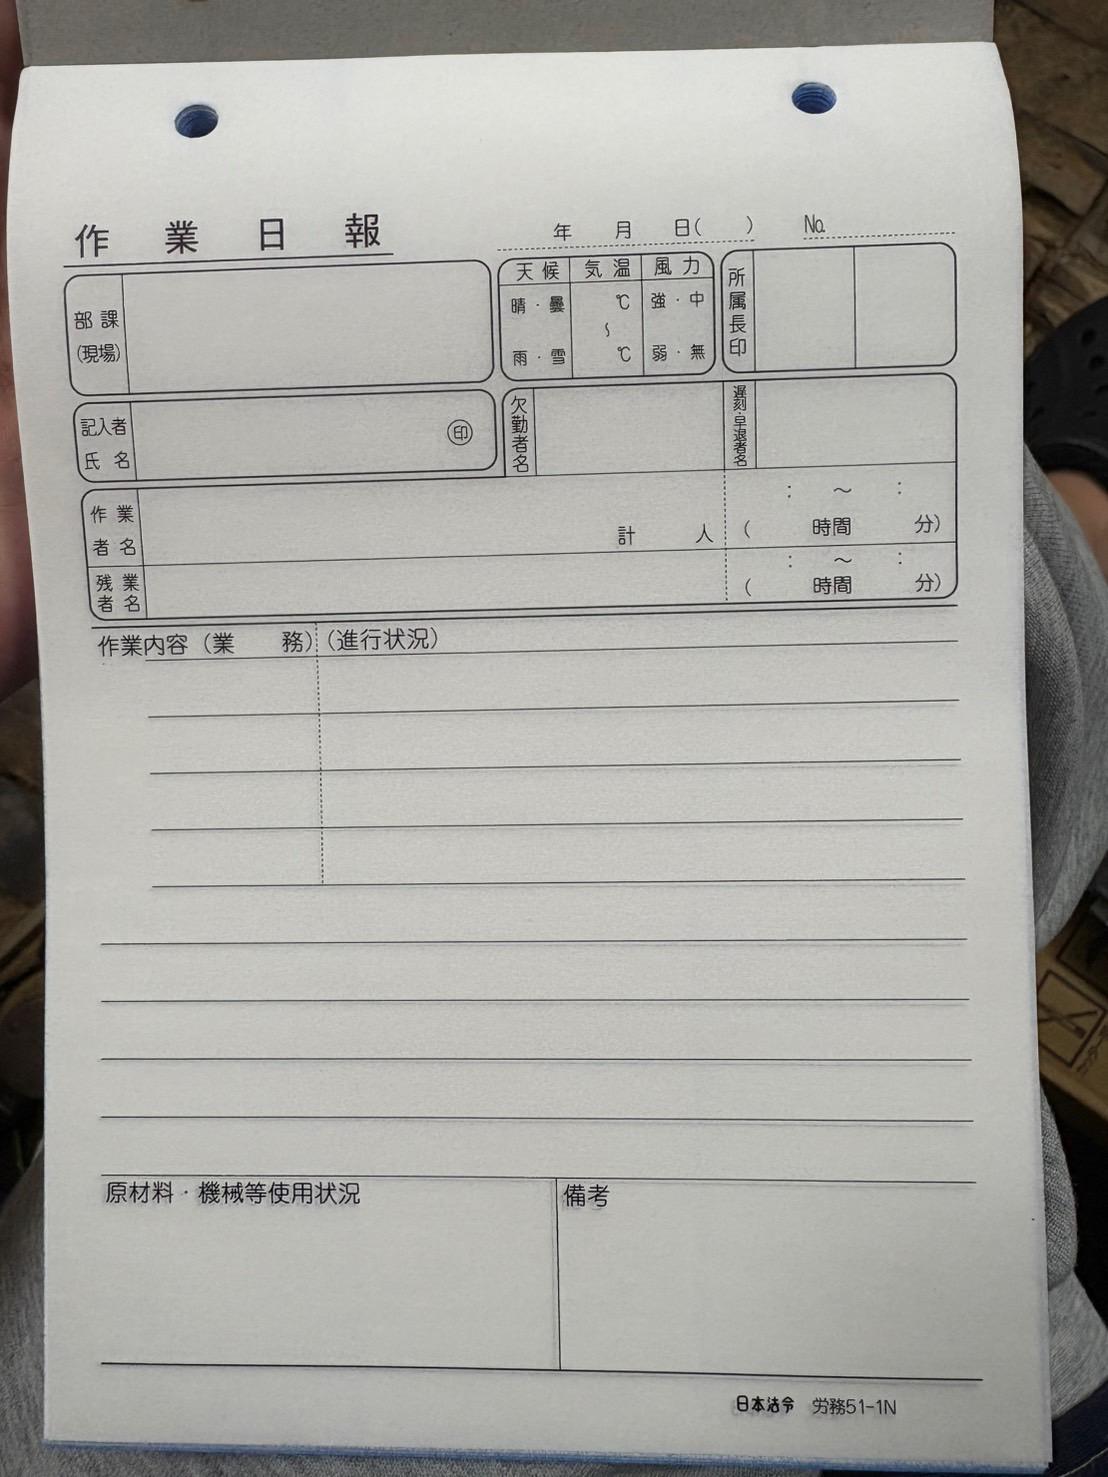 作業日報
年 月 日( ) No.
部課
(現場)
天候 気温 風力
晴・曇 ℃ 強・中
〜
雨・雪 ℃ 弱・無
所属長印
記入者
氏名
印
欠勤者名
遅刻・早退者名
作業
者名
計 人
: 〜 :
( 時間 分)
残業
者名
: 〜 :
( 時間 分)
作業内容(業 務) (進行状況)
原材料・機械等使用状況
備考
日本法令 労務51-1N